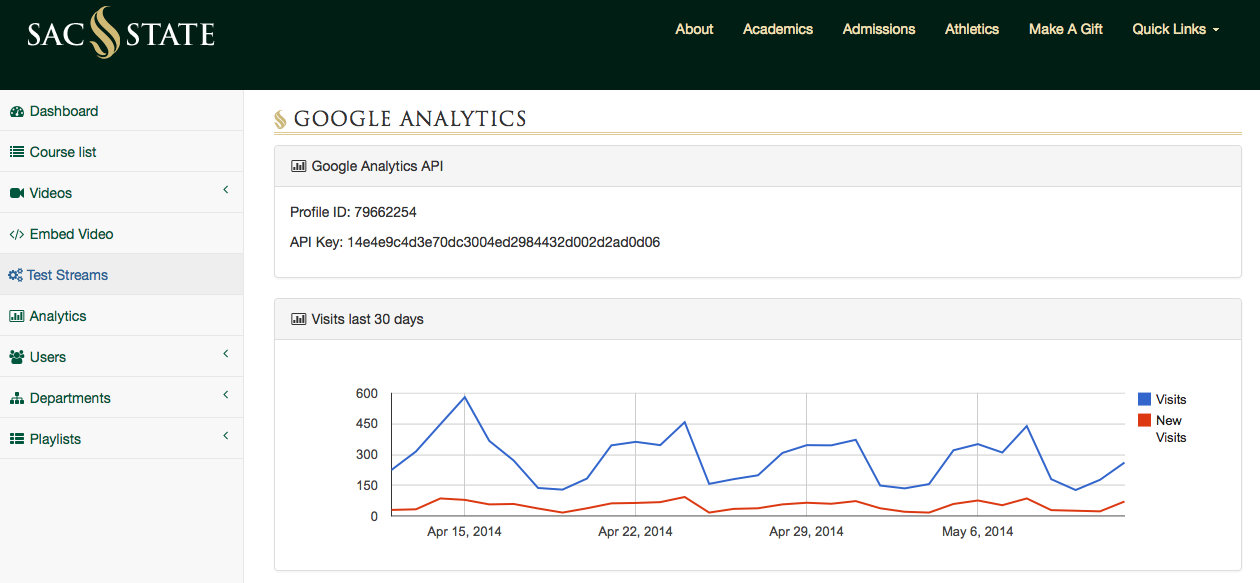 SAC STATE
About Academics Admissions Athletics Make A Gift Quick Links
Dashboard
Course list
Videos
Embed Video
Test Streams
Analytics
Users
Departments
Playlists
GOOGLE ANALYTICS
Google Analytics API
Profile ID: 79662254
API Key: 14e4e9c4d3e70dc3004ed2984432d002d2ad0d06
Visits last 30 days
600
450
300
150
0
Apr 15, 2014 Apr 22, 2014 Apr 29, 2014 May 6, 2014
Visits
New
Visits